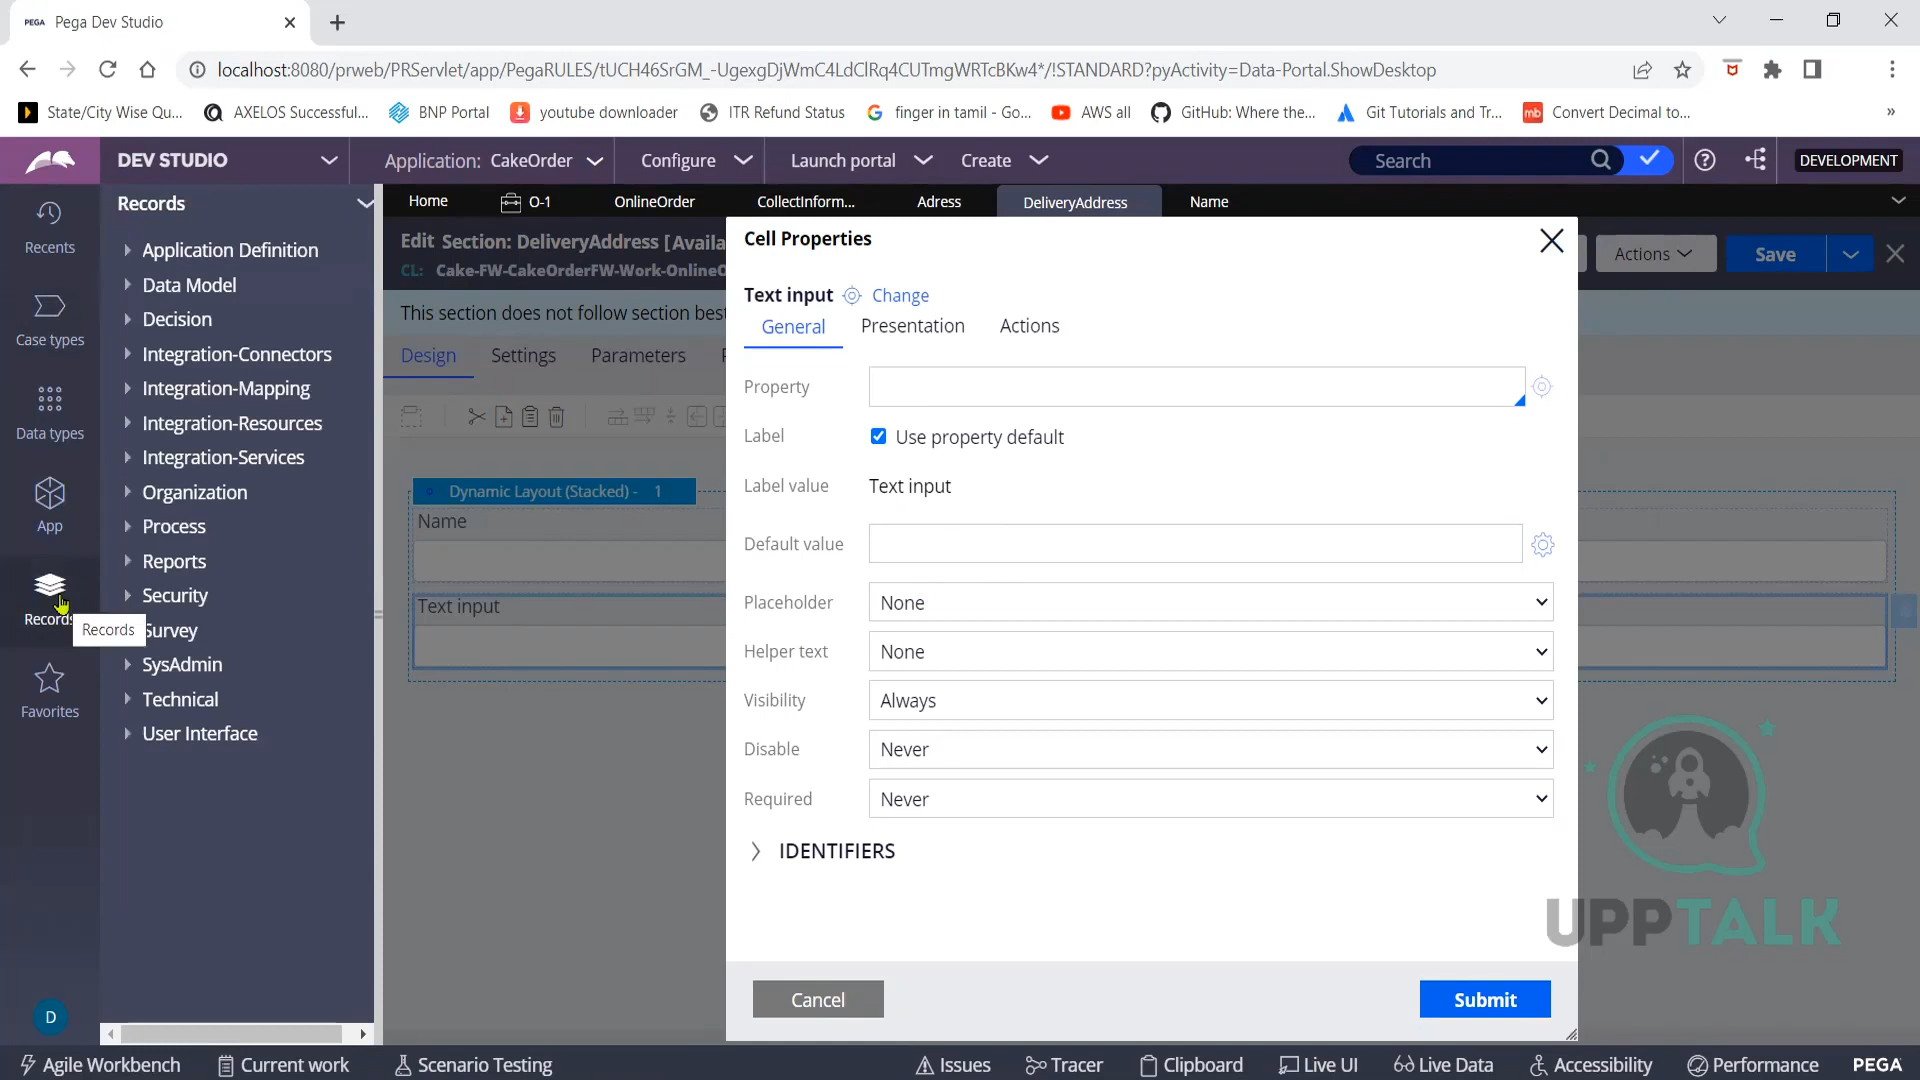 PEGA Pega Dev Studio
localhost:8080/prweb/PRServlet/app/PegaRULES/tUCH46SrGM_-UgexgDjWmC4LdClRq4CUTmgWRTcBKw4*/!STANDARD?pyActivity=Data-Portal.ShowDesktop
State/City Wise Qu... AXELOS Successful... BNP Portal youtube downloader ITR Refund Status finger in tamil - Go... AWS all GitHub: Where the... Git Tutorials and Tr... mb Convert Decimal to... »
DEV STUDIO Application: CakeOrder Configure Launch portal Create Search DEVELOPMENT
Recents
Case types
Data types
App
Records
Favorites
D
Records
Application Definition
Data Model
Decision
Integration-Connectors
Integration-Mapping
Integration-Resources
Integration-Services
Organization
Process
Reports
Security
Survey
SysAdmin
Technical
User Interface
Records
Home O-1 OnlineOrder CollectInform... Adress DeliveryAddress Name
Edit Section: DeliveryAddress [Availa
CL: Cake-FW-CakeOrderFW-Work-OnlineO
Actions Save
This section does not follow section best
Design Settings Parameters
Dynamic Layout (Stacked) - 1
Name
Text input
Cell Properties
Text input Change
General Presentation Actions
Property
Label Use property default
Label value Text input
Default value
Placeholder None
Helper text None
Visibility Always
Disable Never
Required Never
IDENTIFIERS
Cancel Submit
UPPTALK
Agile Workbench Current work Scenario Testing Issues Tracer Clipboard Live UI Live Data Accessibility Performance PEGA